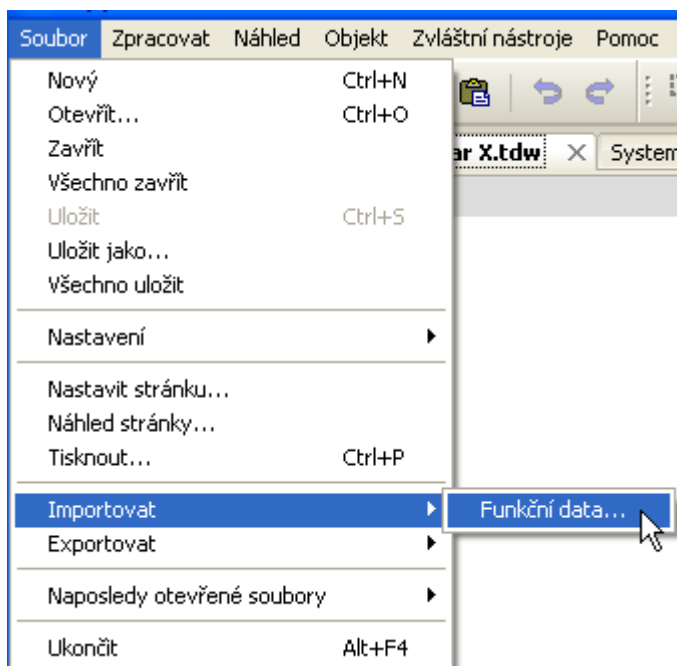 Soubor Zpracovat Náhled Objekt Zvláštní nástroje Pomoc
Nový Ctrl+N
Otevřít... Ctrl+O
Zavřít
ar X.tdw System
Všechno zavřít
Uložit Ctrl+S
Uložit jako...
Všechno uložit
Nastavení
Nastavit stránku...
Náhled stránky...
Tisknout... Ctrl+P
Importovat Funkční data...
Exportovat
Naposledy otevřené soubory
Ukončit Alt+F4